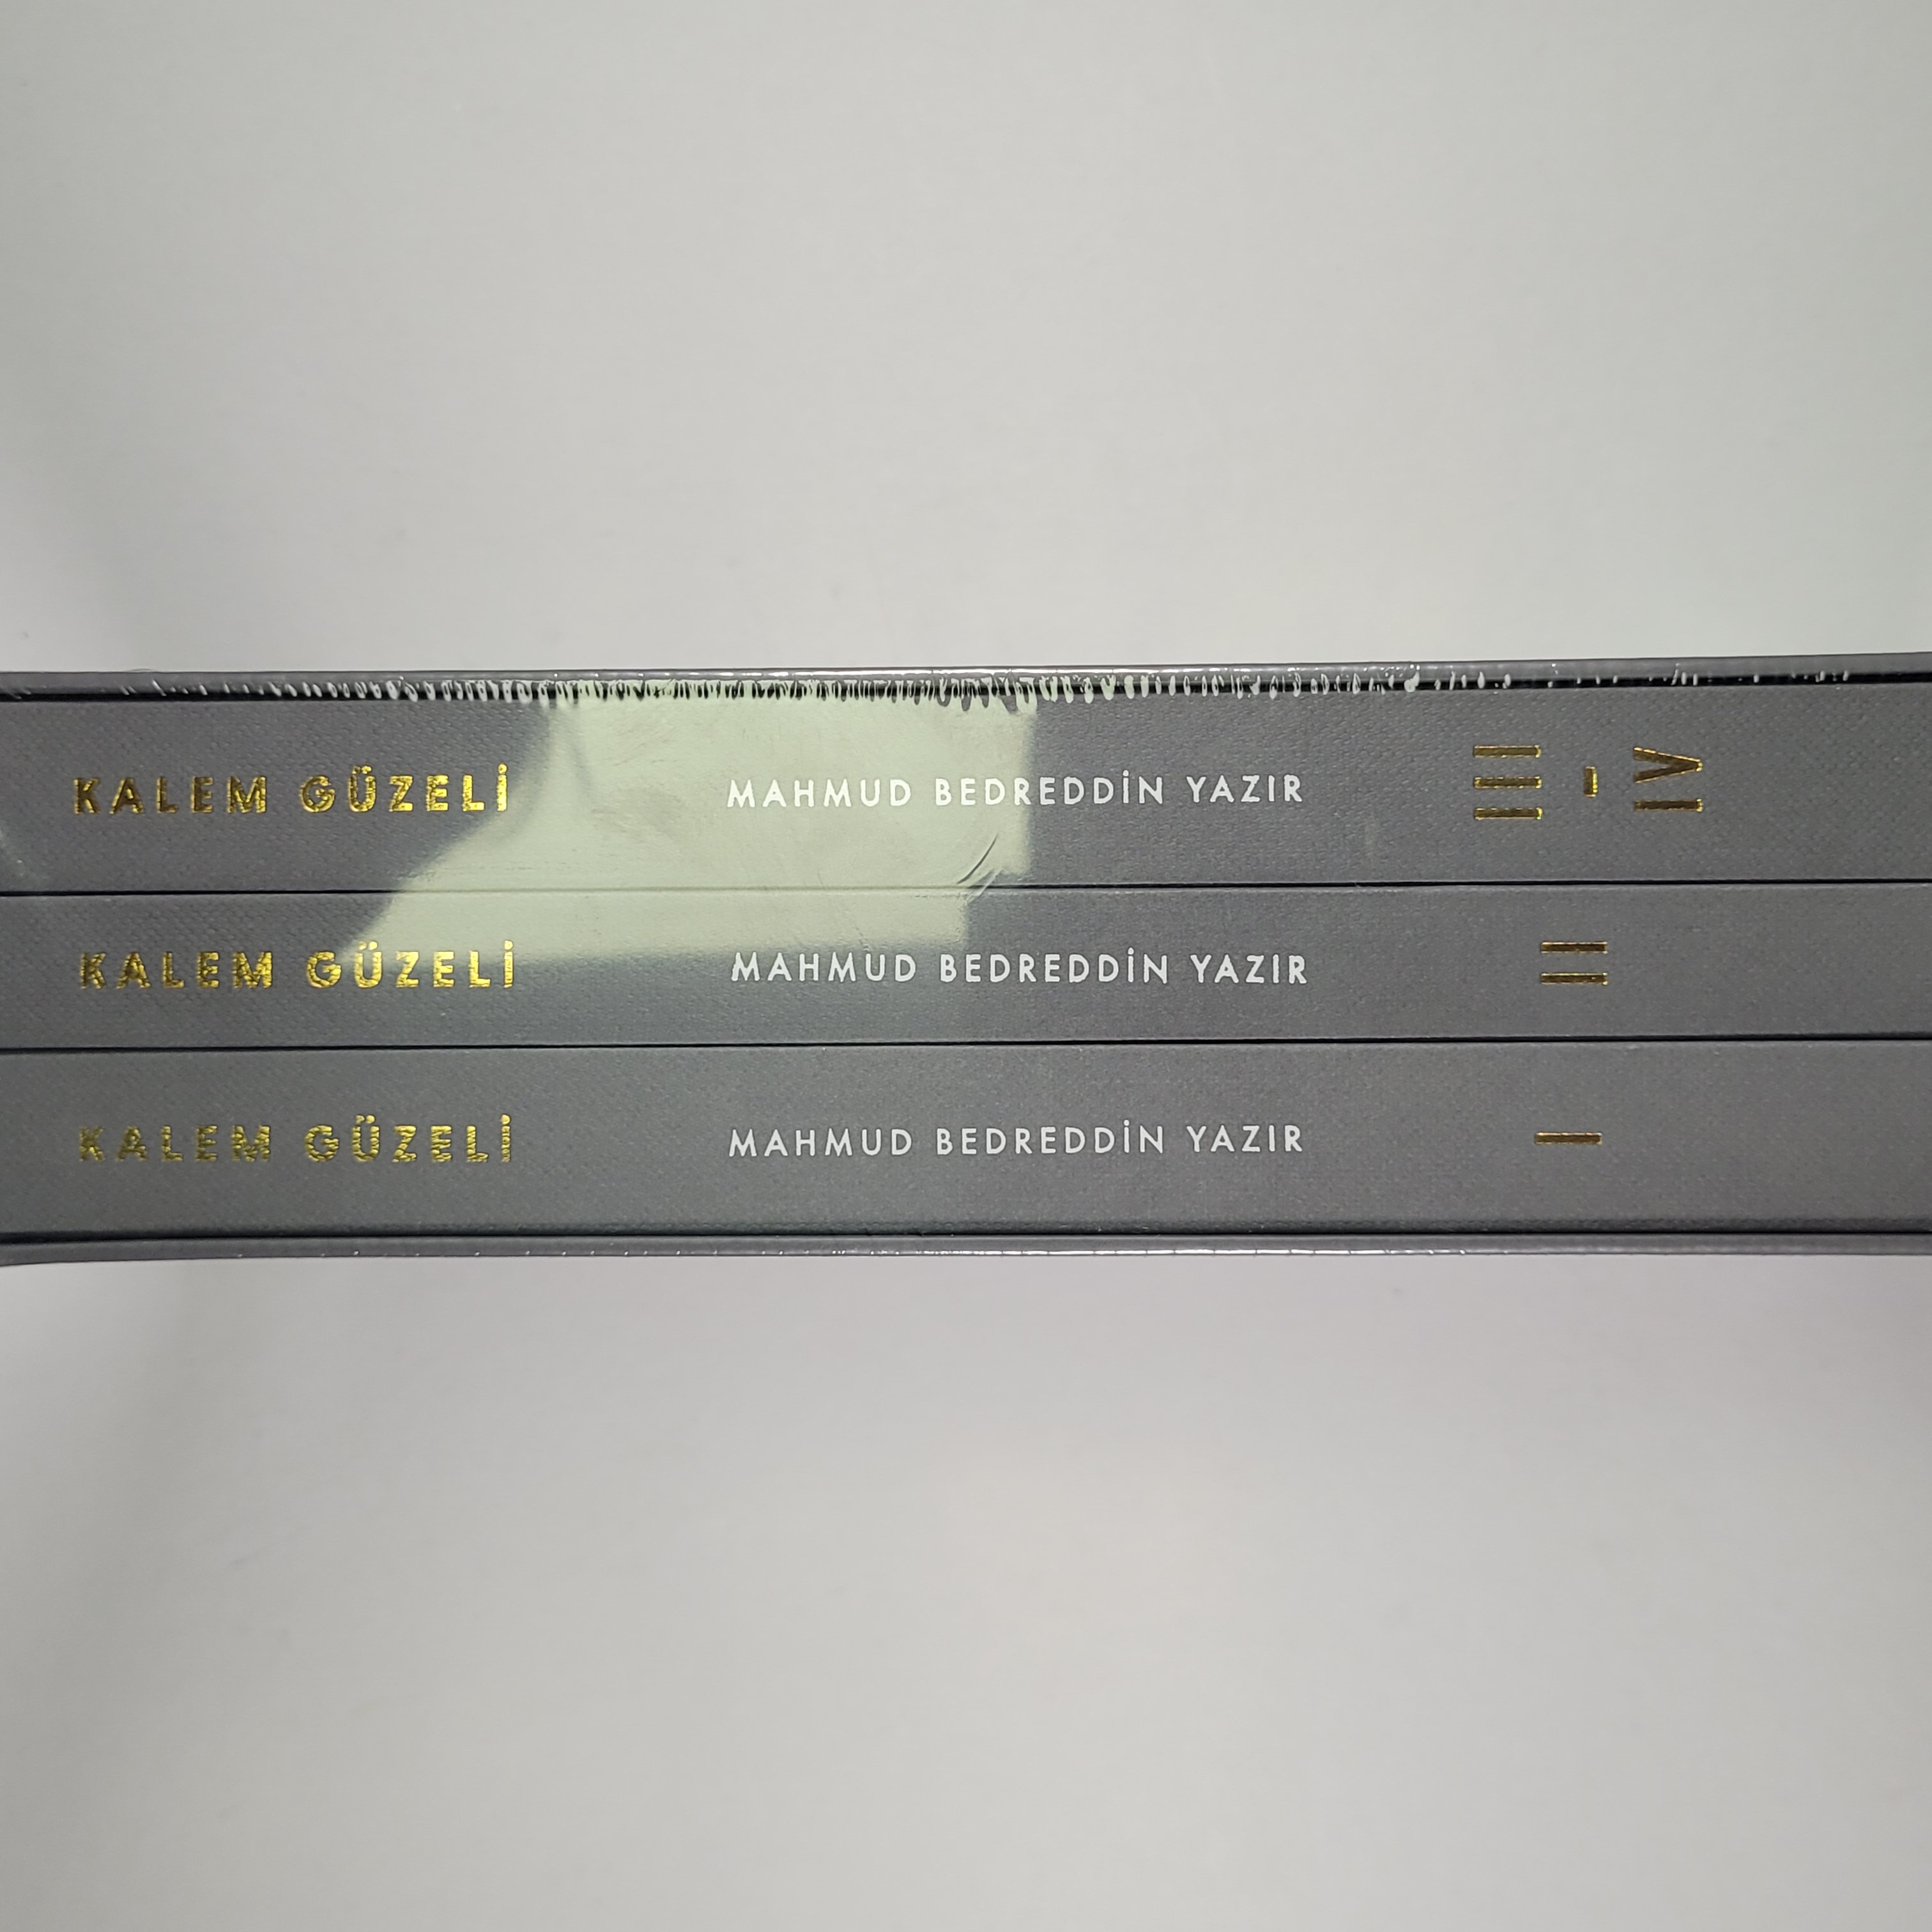 KALEM GÜZELİ MAHMUD BEDREDDİN YAZIR III - IV
KALEM GÜZELİ MAHMUD BEDREDDİN YAZIR II
KALEM GÜZELİ MAHMUD BEDREDDİN YAZIR I